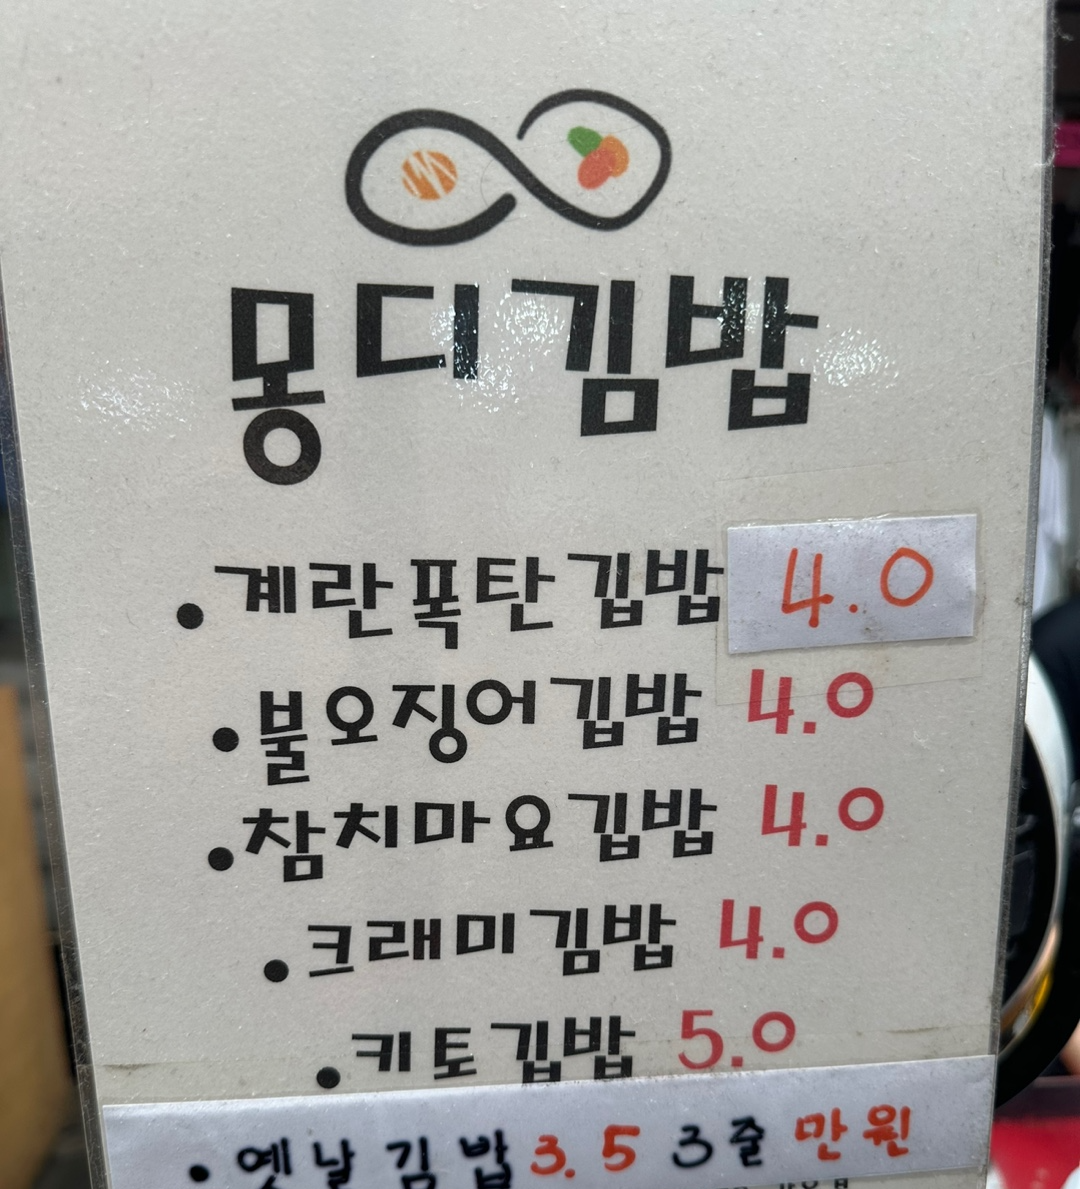 몽디김밥
• 계란폭탄김밥 4.0
• 불오징어김밥 4.0
• 참치마요김밥 4.0
• 크래미김밥 4.0
• 키토김밥 5.0
• 옛날김밥 3.5 3줄 만원